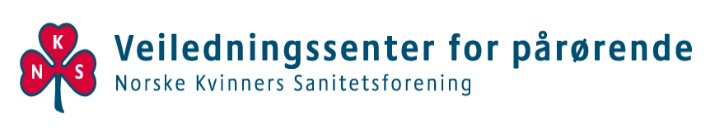 K
N S
Veiledningssenter for pårørende
Norske Kvinners Sanitetsforening